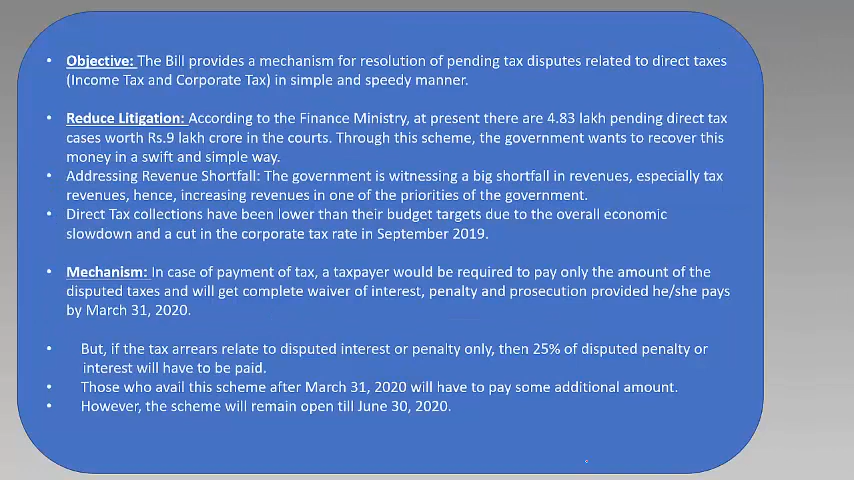 • Objective: The Bill provides a mechanism for resolution of pending tax disputes related to direct taxes
(Income Tax and Corporate Tax) in simple and speedy manner.
• Reduce Litigation: According to the Finance Ministry, at present there are 4.83 lakh pending direct tax
cases worth Rs.9 lakh crore in the courts. Through this scheme, the government wants to recover this
money in a swift and simple way.
• Addressing Revenue Shortfall: The government is witnessing a big shortfall in revenues, especially tax
revenues, hence, increasing revenues in one of the priorities of the government.
• Direct Tax collections have been lower than their budget targets due to the overall economic
slowdown and a cut in the corporate tax rate in September 2019.
• Mechanism: In case of payment of tax, a taxpayer would be required to pay only the amount of the
disputed taxes and will get complete waiver of interest, penalty and prosecution provided he/she pays
by March 31, 2020.
• But, if the tax arrears relate to disputed interest or penalty only, then 25% of disputed penalty or
interest will have to be paid.
• Those who avail this scheme after March 31, 2020 will have to pay some additional amount.
• However, the scheme will remain open till June 30, 2020.